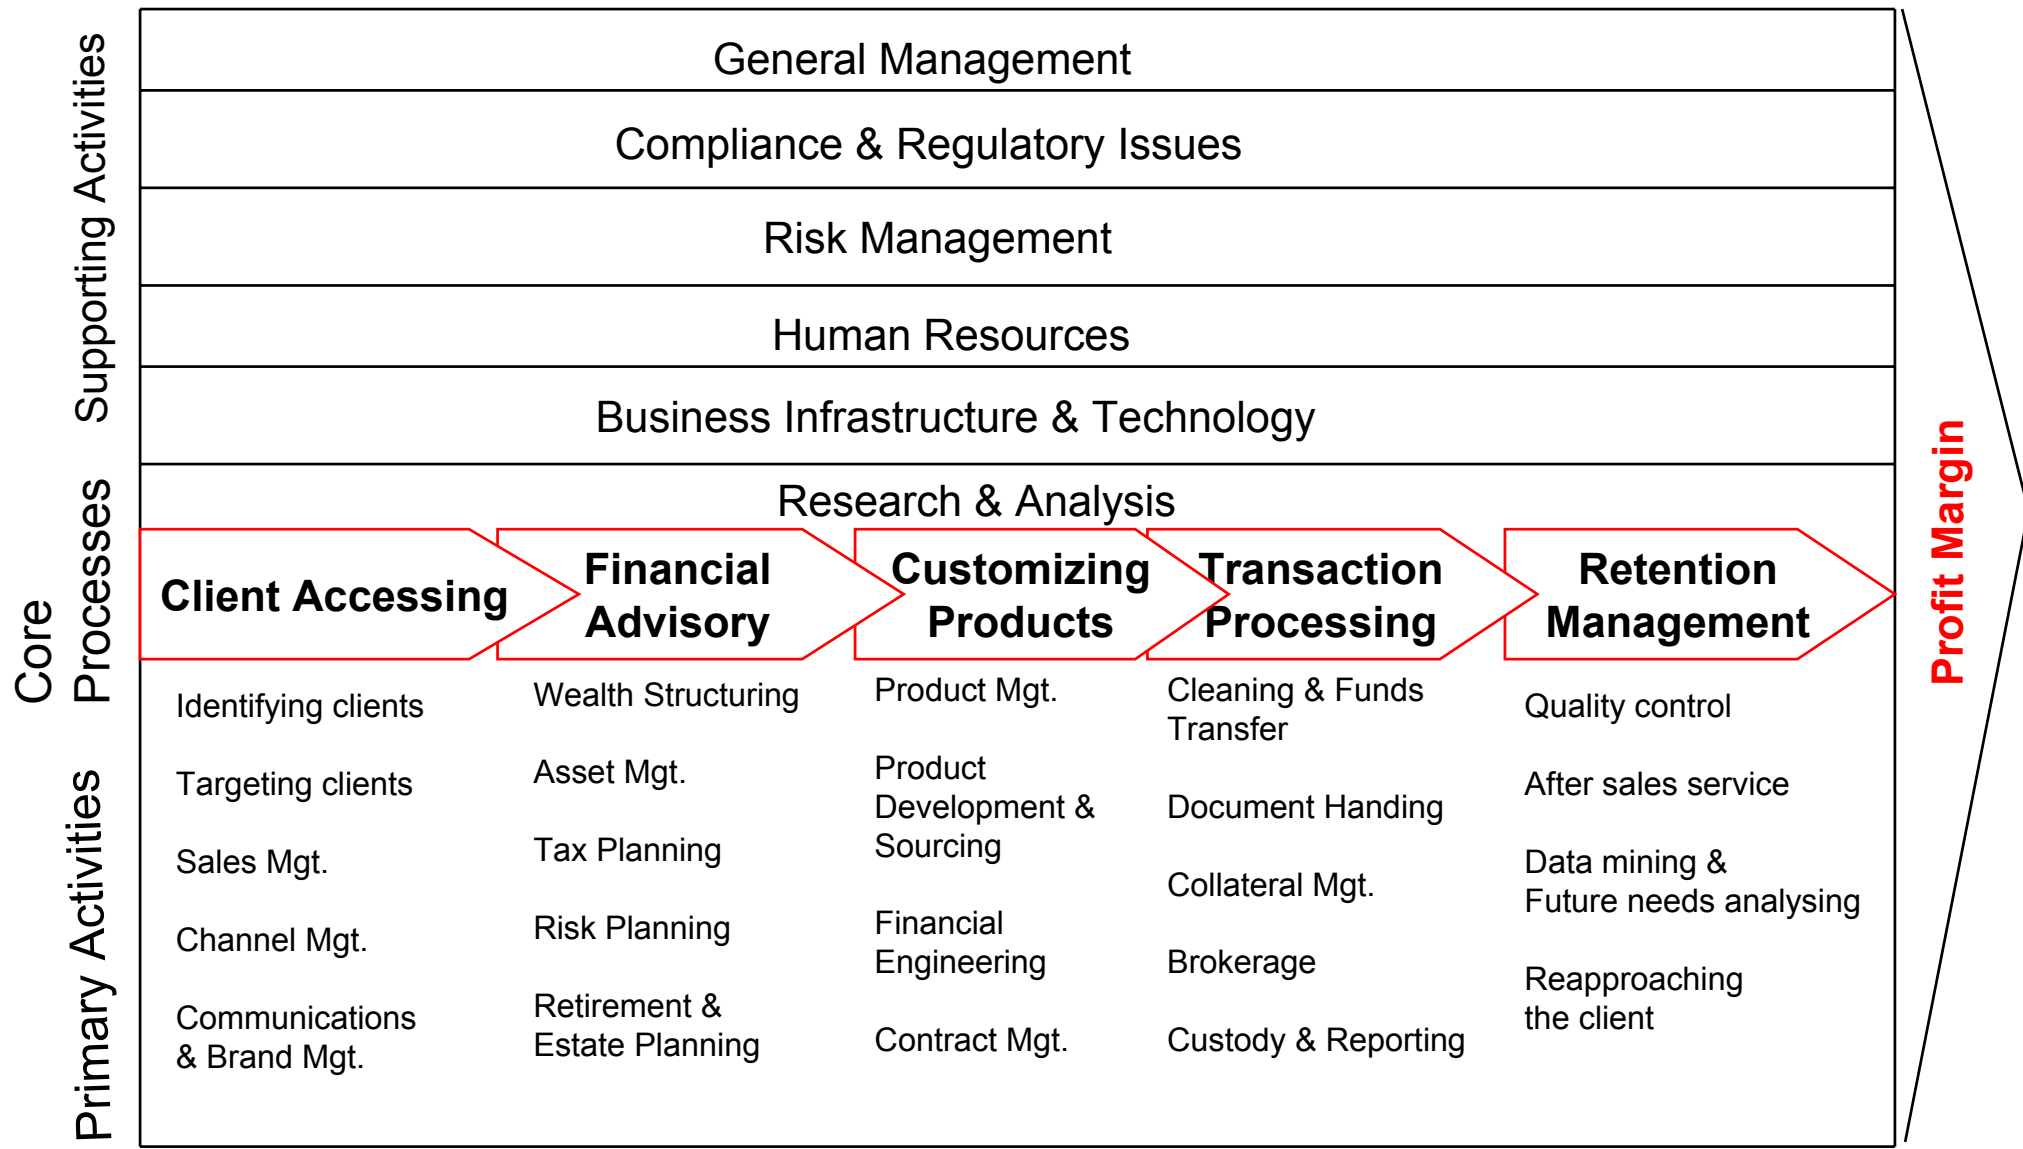 Supporting Activities
General Management
Compliance & Regulatory Issues
Risk Management
Human Resources
Business Infrastructure & Technology
Research & Analysis
Core
Processes
Client Accessing
Financial
Advisory
Customizing
Products
Transaction
Processing
Retention
Management
Profit Margin
Primary Activities
Identifying clients
Targeting clients
Sales Mgt.
Channel Mgt.
Communications
& Brand Mgt.
Wealth Structuring
Asset Mgt.
Tax Planning
Risk Planning
Retirement &
Estate Planning
Product Mgt.
Product
Development &
Sourcing
Financial
Engineering
Contract Mgt.
Cleaning & Funds
Transfer
Document Handing
Collateral Mgt.
Brokerage
Custody & Reporting
Quality control
After sales service
Data mining &
Future needs analysing
Reapproaching
the client